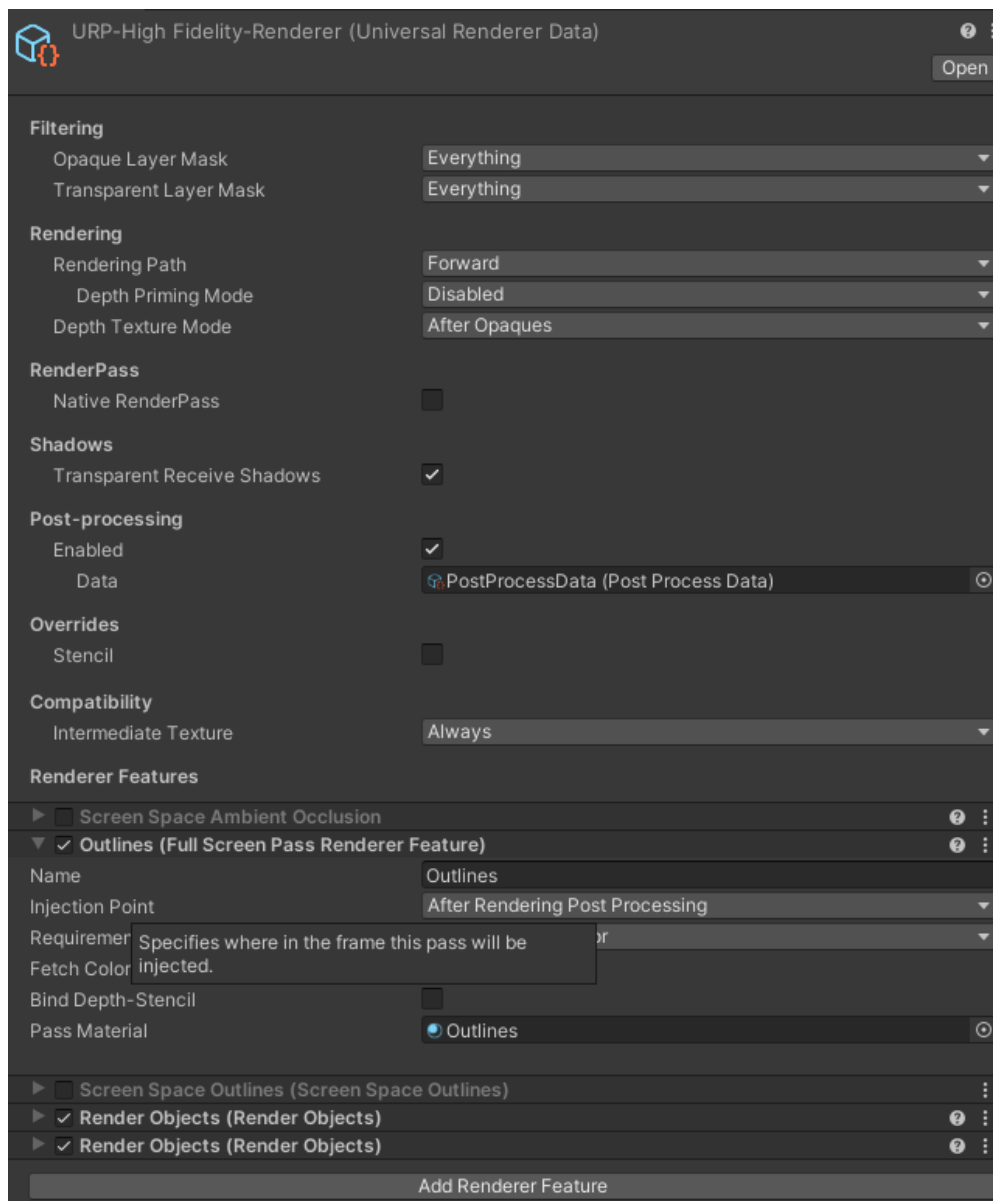 URP-High Fidelity-Renderer (Universal Renderer Data)
Open
Filtering
Opaque Layer Mask Everything
Transparent Layer Mask Everything
Rendering
Rendering Path Forward
Depth Priming Mode Disabled
Depth Texture Mode After Opaques
RenderPass
Native RenderPass
Shadows
Transparent Receive Shadows
Post-processing
Enabled
Data PostProcessData (Post Process Data)
Overrides
Stencil
Compatibility
Intermediate Texture Always
Renderer Features
Screen Space Ambient Occlusion
Outlines (Full Screen Pass Renderer Feature)
Name Outlines
Injection Point After Rendering Post Processing
Specifies where in the frame this pass will be
Fetch Color injected.
Bind Depth-Stencil
Pass Material Outlines
Screen Space Outlines (Screen Space Outlines)
Render Objects (Render Objects)
Render Objects (Render Objects)
Add Renderer Feature